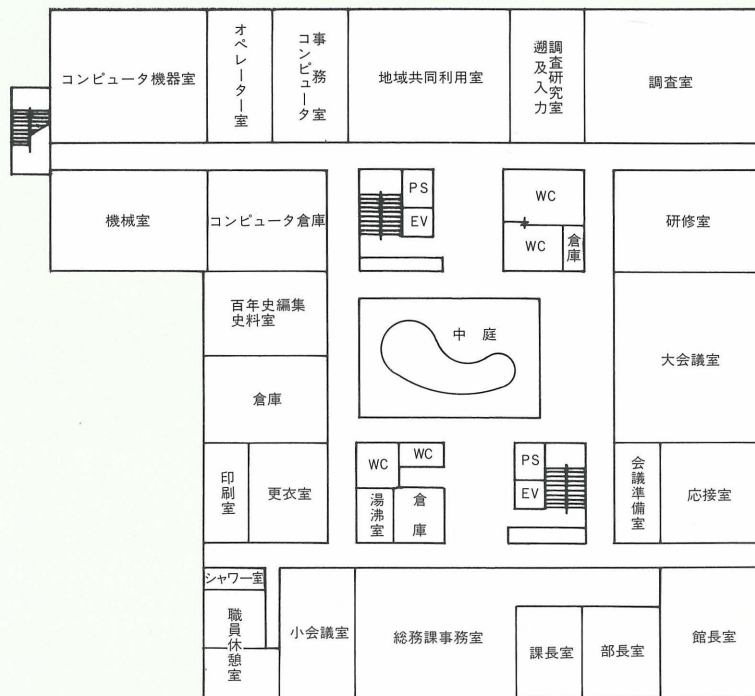 コンピュータ機器室
オペレーター室
事務室
コンピュータ
地域共同利用室
調査研究室
遡及入力
調査室
機械室
コンピュータ倉庫
PS
EV
WC
WC
倉庫
研修室
百年史編集
史料室
中庭
大会議室
倉庫
印刷室
更衣室
WC
WC
湯沸室
倉庫
PS
EV
会議準備室
応接室
シャワー室
職員休憩室
小会議室
総務課事務室
課長室
部長室
館長室